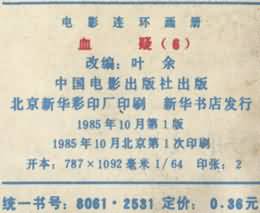 电影连环画册
血疑(6)
改编:叶余
中国电影出版社出版
北京新华彩印厂印刷 新华书店发行
1985年10月第1版
1985年10月北京第1次印刷
开本:787×1092毫米1/64 印张:2
统一书号:8061·2531 定价:0.36元